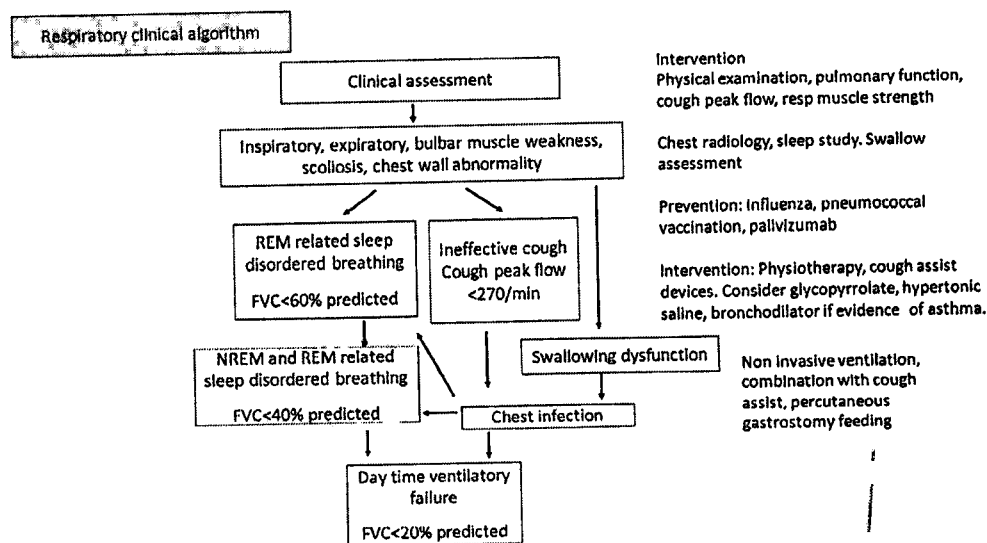 Respiratory clinical algorithm
Clinical assessment
Inspiratory, expiratory, bulbar muscle weakness,
scoliosis, chest wall abnormality
REM related sleep
disordered breathing
FVC<60% predicted
Ineffective cough
Cough peak flow
<270/min
NREM and REM related
sleep disordered breathing
FVC<40% predicted
Swallowing dysfunction
Chest infection
Day time ventilatory
failure
FVC<20% predicted
Intervention
Physical examination, pulmonary function,
cough peak flow, resp muscle strength
Chest radiology, sleep study. Swallow
assessment
Prevention: Influenza, pneumococcal
vaccination, palivizumab
Intervention: Physiotherapy, cough assist
devices. Consider glycopyrrolate, hypertonic
saline, bronchodilator if evidence of asthma.
Non invasive ventilation,
combination with cough
assist, percutaneous
gastrostomy feeding